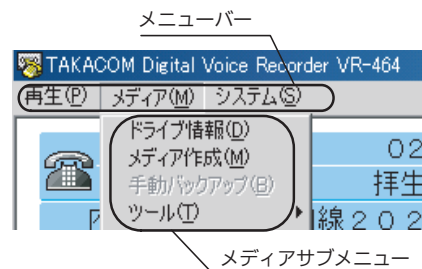 メニューバー
TAKACOM Digital Voice Recorder VR-464
再生(P) メディア(M) システム(S)
ドライブ情報(D)
02
メディア作成(M)
手動バックアップ(B)
拝生
ツール(T)
線202
メディアサブメニュー